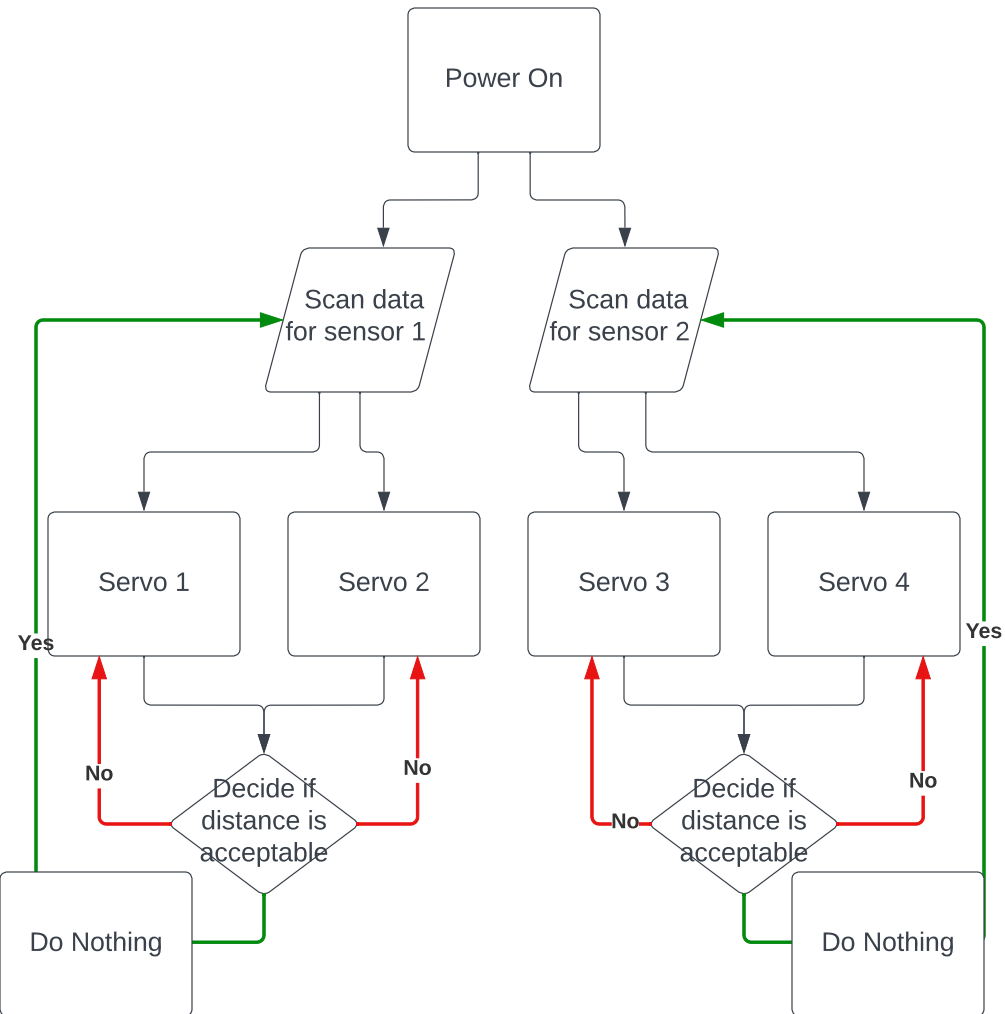 Power On
Scan data
for sensor 1
Scan data
for sensor 2
Servo 1
Servo 2
Servo 3
Servo 4
Yes
Yes
No
No
No
No
Decide if
distance is
acceptable
Decide if
distance is
acceptable
Do Nothing
Do Nothing